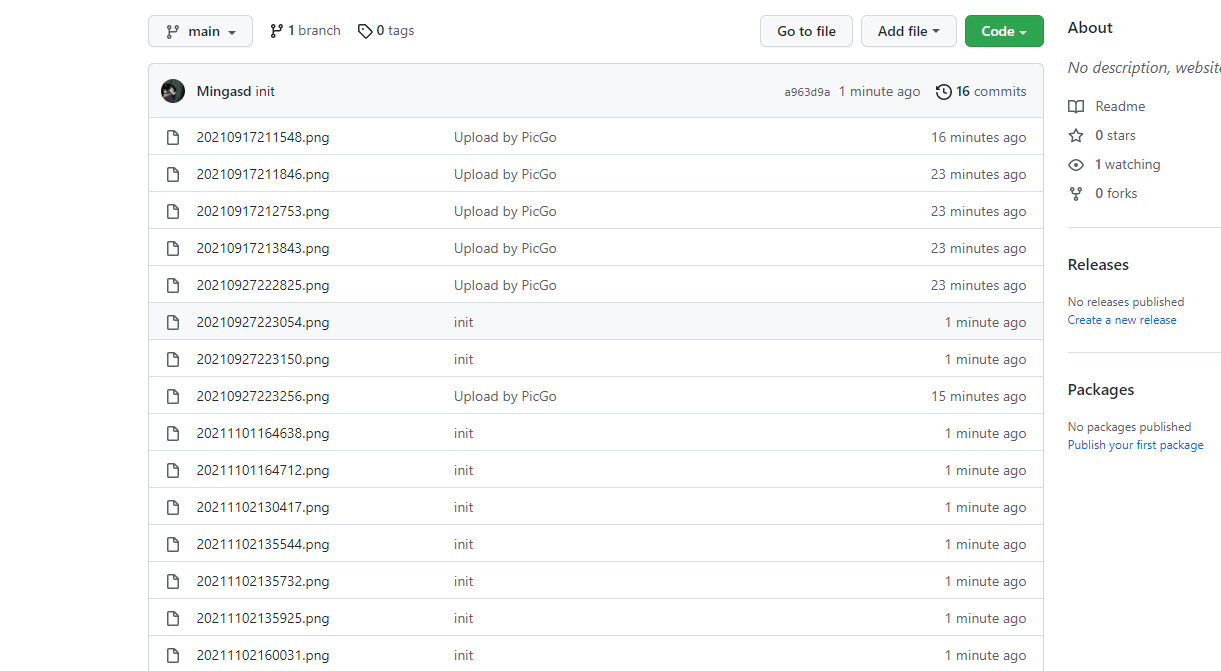 main 1 branch 0 tags Go to file Add file Code
Mingasd init a963d9a 1 minute ago 16 commits
20210917211548.png Upload by PicGo 16 minutes ago
20210917211846.png Upload by PicGo 23 minutes ago
20210917212753.png Upload by PicGo 23 minutes ago
20210917213843.png Upload by PicGo 23 minutes ago
20210927222825.png Upload by PicGo 23 minutes ago
20210927223054.png init 1 minute ago
20210927223150.png init 1 minute ago
20210927223256.png Upload by PicGo 15 minutes ago
20211101164638.png init 1 minute ago
20211101164712.png init 1 minute ago
20211102130417.png init 1 minute ago
20211102135544.png init 1 minute ago
20211102135732.png init 1 minute ago
20211102135925.png init 1 minute ago
20211102160031.png init 1 minute ago
About
No description, website
Readme
0 stars
1 watching
0 forks
Releases
No releases published
Create a new release
Packages
No packages published
Publish your first package